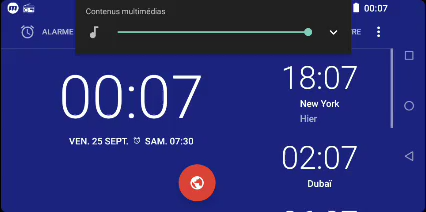 00:07
Contenus multimédias
ALARME
RE
00:07
VEN. 25 SEPT. SAM. 07:30
18:07
New York
Hier
02:07
Dubaï